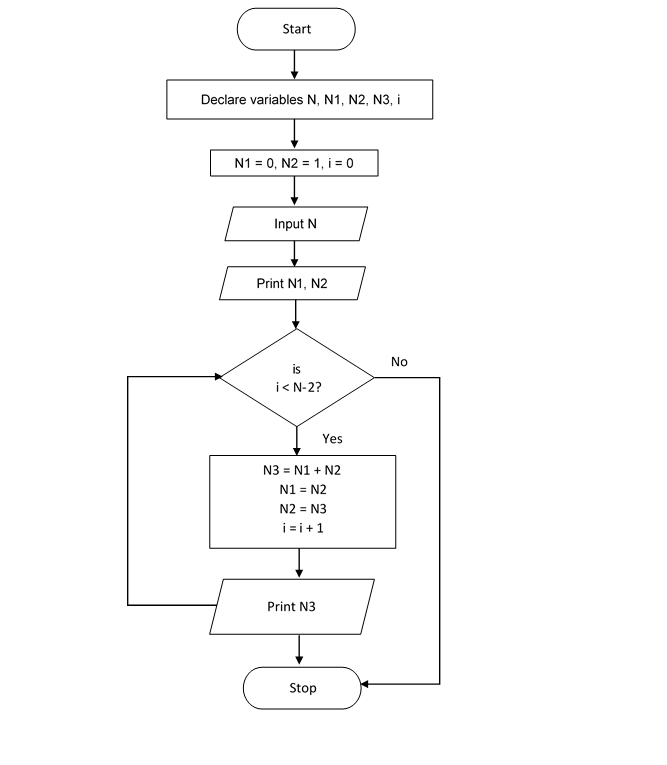 Start
Declare variables N, N1, N2, N3, i
N1 = 0, N2 = 1, i = 0
Input N
Print N1, N2
is
i < N-2?
No
Yes
N3 = N1 + N2
N1 = N2
N2 = N3
i = i + 1
Print N3
Stop